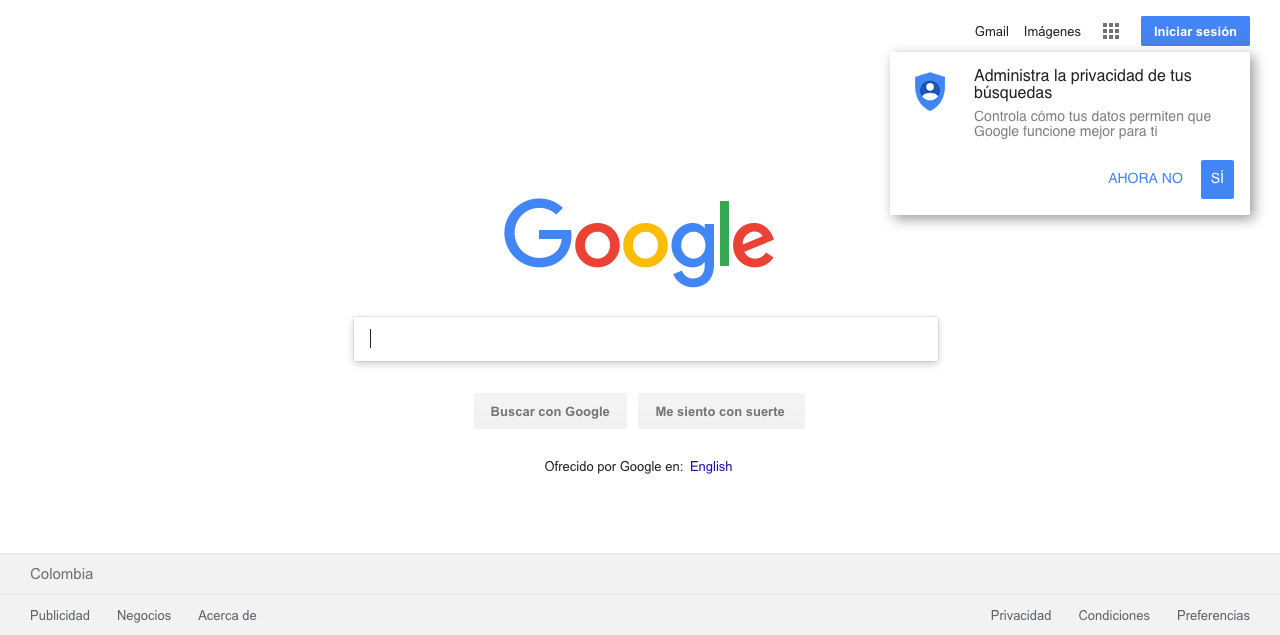 Gmail Imágenes Iniciar sesión
Administra la privacidad de tus
búsquedas
Controla cómo tus datos permiten que
Google funcione mejor para ti
AHORA NO SÍ
Google
Buscar con Google Me siento con suerte
Ofrecido por Google en: English
Colombia
Publicidad Negocios Acerca de Privacidad Condiciones Preferencias